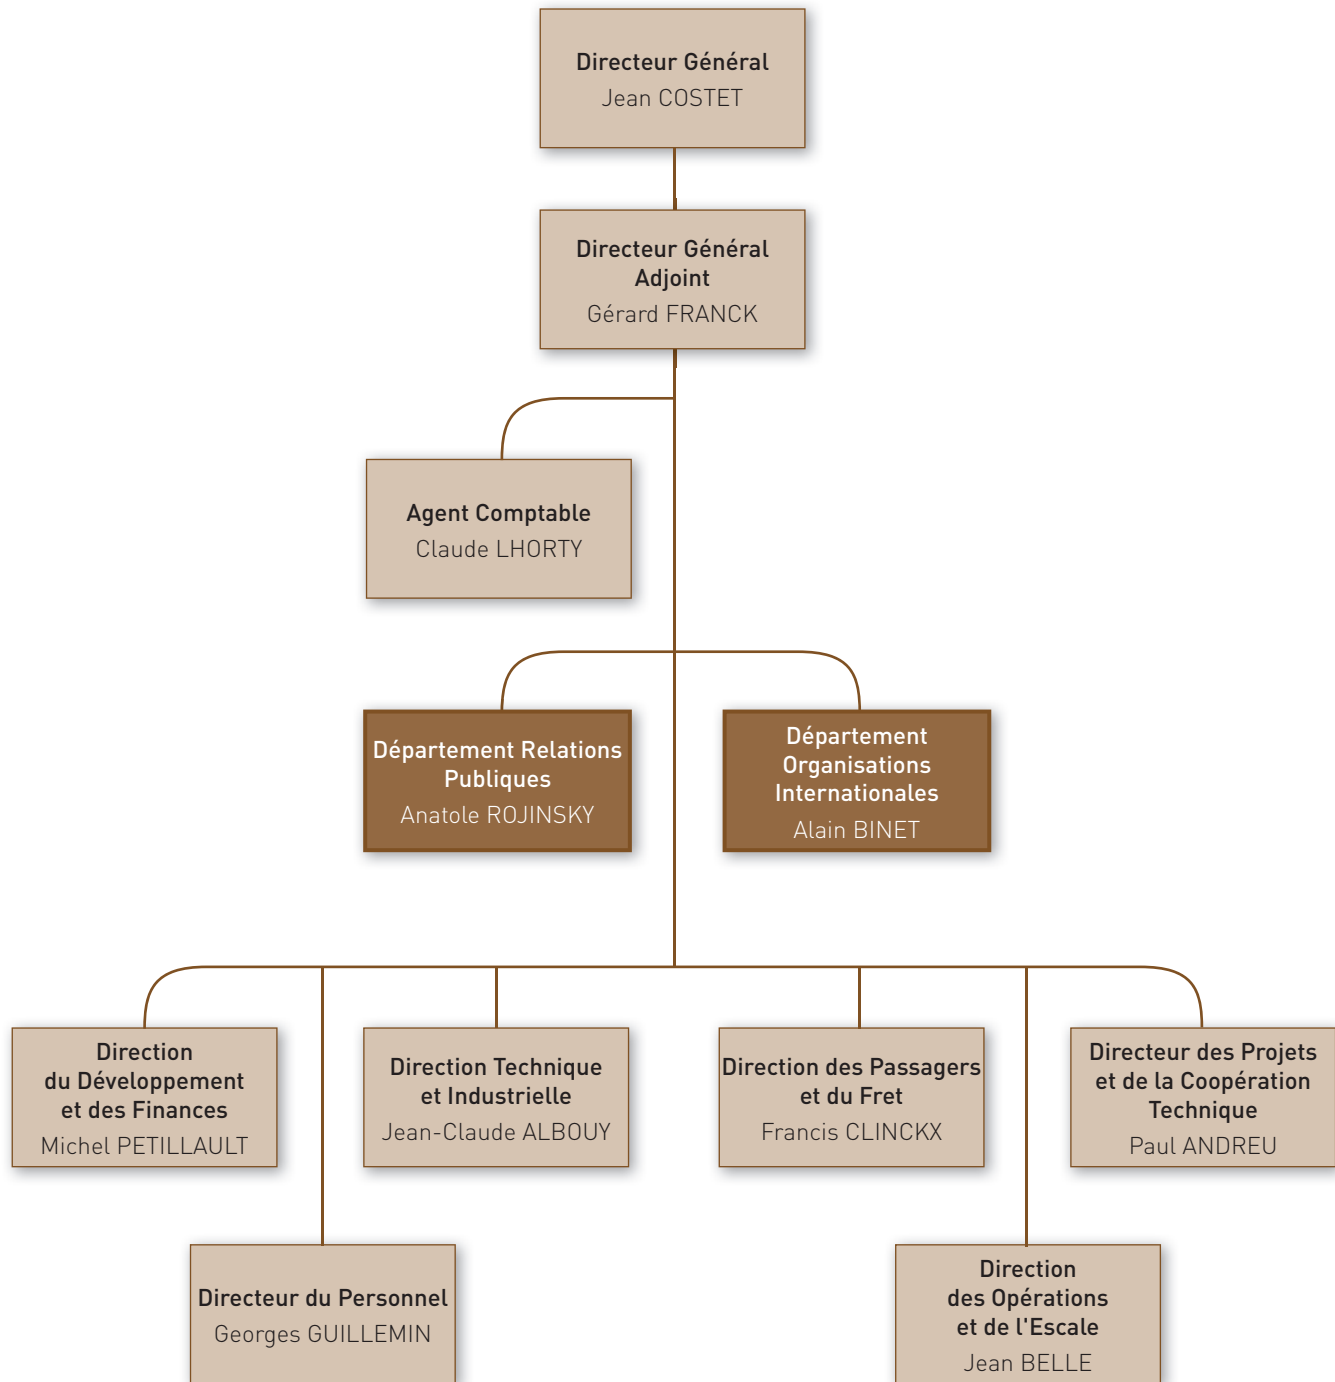 Directeur Général
Jean COSTET
Directeur Général
Adjoint
Gérard FRANCK
Agent Comptable
Claude LHORTY
Département Relations
Publiques
Anatole ROJINSKY
Département
Organisations
Internationales
Alain BINET
Direction
du Développement
et des Finances
Michel PETILLAULT
Direction Technique
et Industrielle
Jean-Claude ALBOUY
Direction des Passagers
et du Fret
Francis CLINCKX
Directeur des Projets
et de la Coopération
Technique
Paul ANDREU
Directeur du Personnel
Georges GUILLEMIN
Direction
des Opérations
et de l'Escale
Jean BELLE